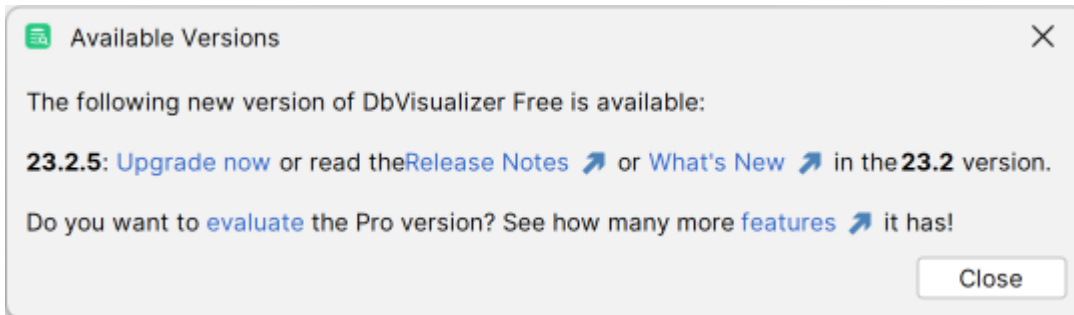 Available Versions
The following new version of DbVisualizer Free is available:
23.2.5: Upgrade now or read theRelease Notes or What's New in the23.2 version.
Do you want to evaluate the Pro version? See how many more features it has!
Close